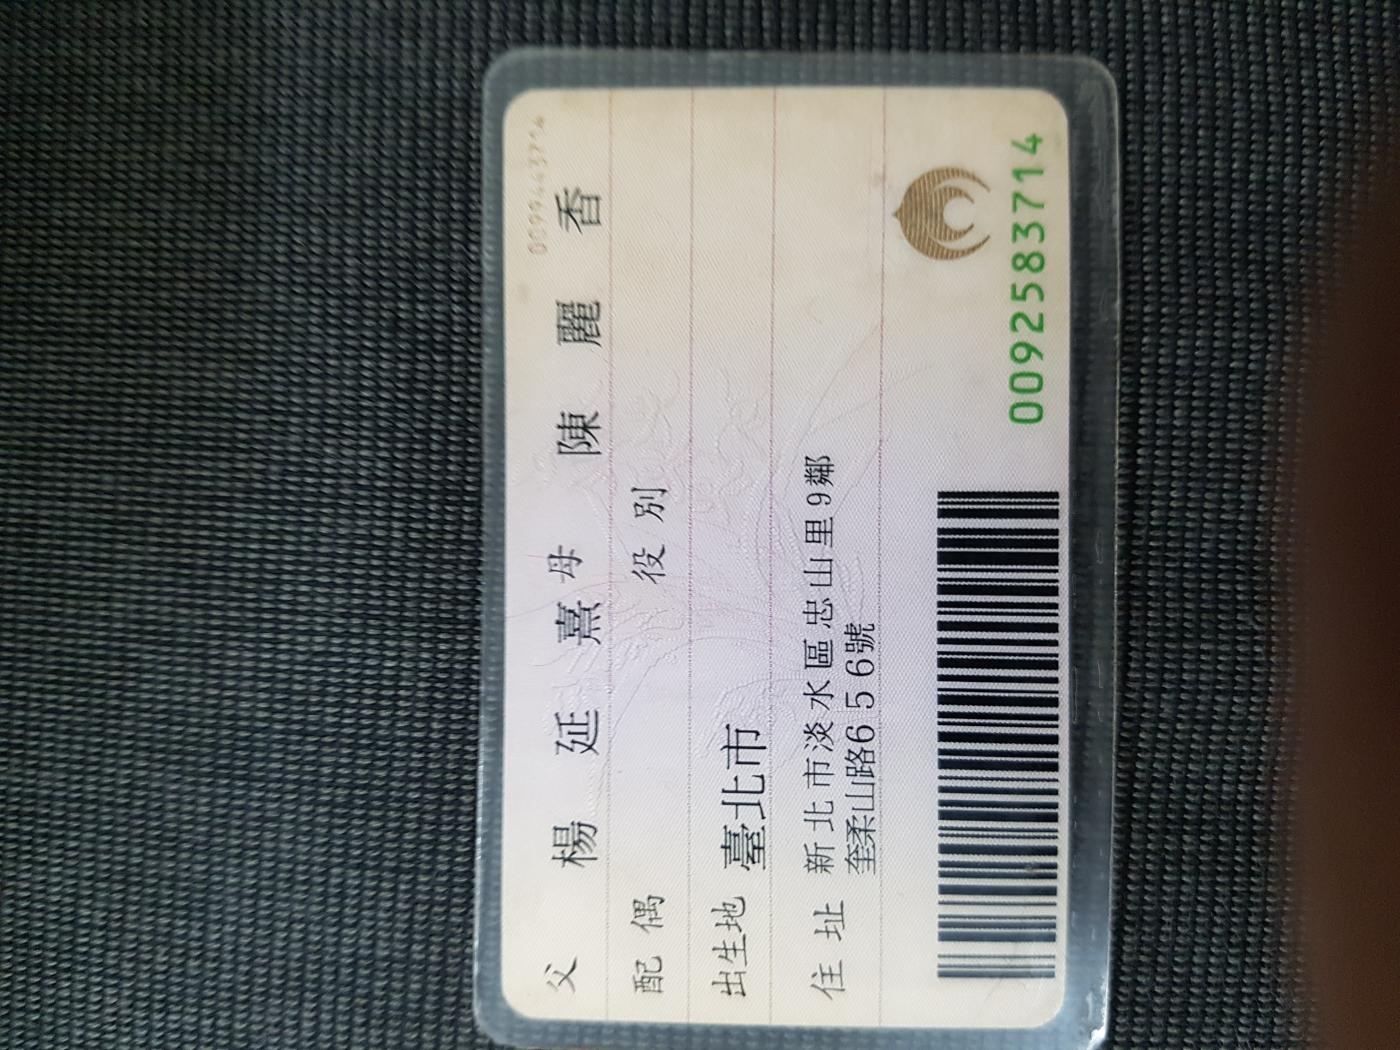 父 楊延熹 母 陳麗香
配偶 役別
出生地 臺北市
住址 新北市淡水區忠山里9鄰
奎柔山路656號
0092583714